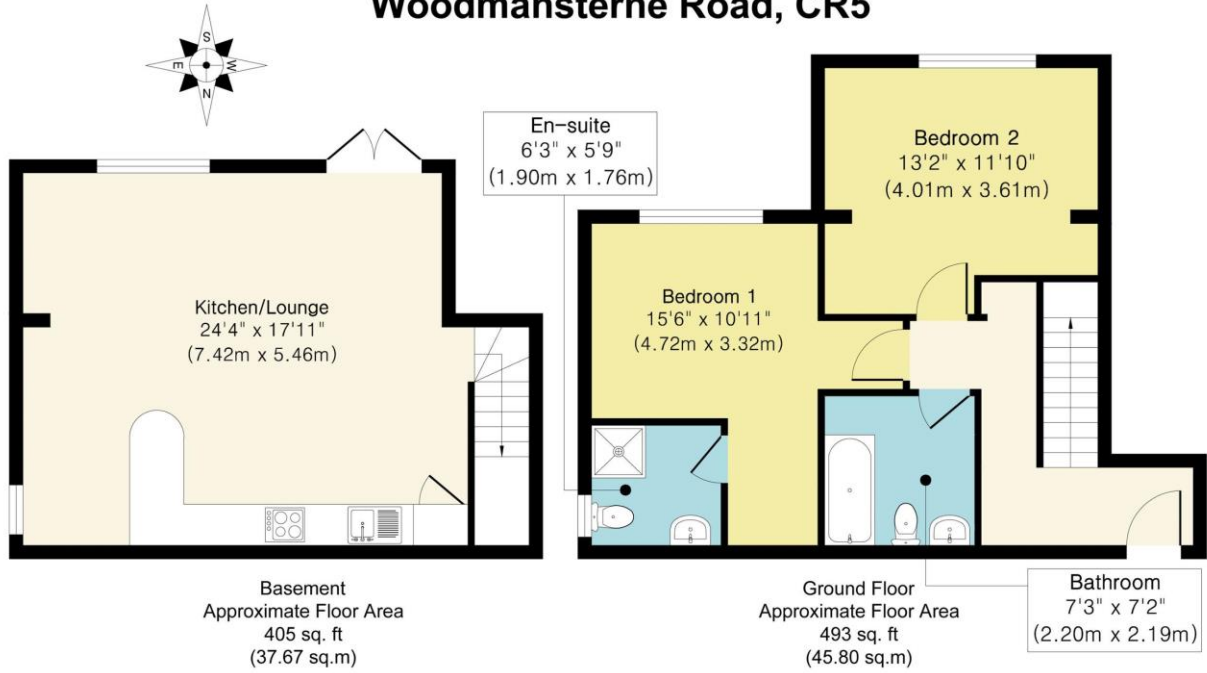 Woodmansterne Road, CR5
S
E
W
N
En-suite
6'3" x 5'9"
(1.90m x 1.76m)
Bedroom 2
13'2" x 11'10"
(4.01m x 3.61m)
Kitchen/Lounge
24'4" x 17'11"
(7.42m x 5.46m)
Bedroom 1
15'6" x 10'11"
(4.72m x 3.32m)
Basement
Approximate Floor Area
405 sq. ft
(37.67 sq.m)
Ground Floor
Approximate Floor Area
493 sq. ft
(45.80 sq.m)
Bathroom
7'3" x 7'2"
(2.20m x 2.19m)